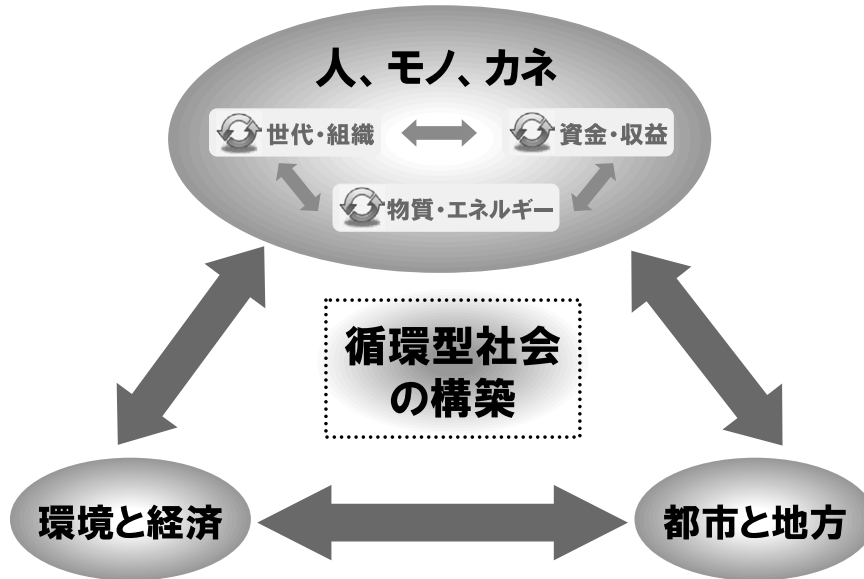 人、モノ、カネ
世代・組織
資金・収益
物質・エネルギー
循環型社会
の構築
環境と経済
都市と地方